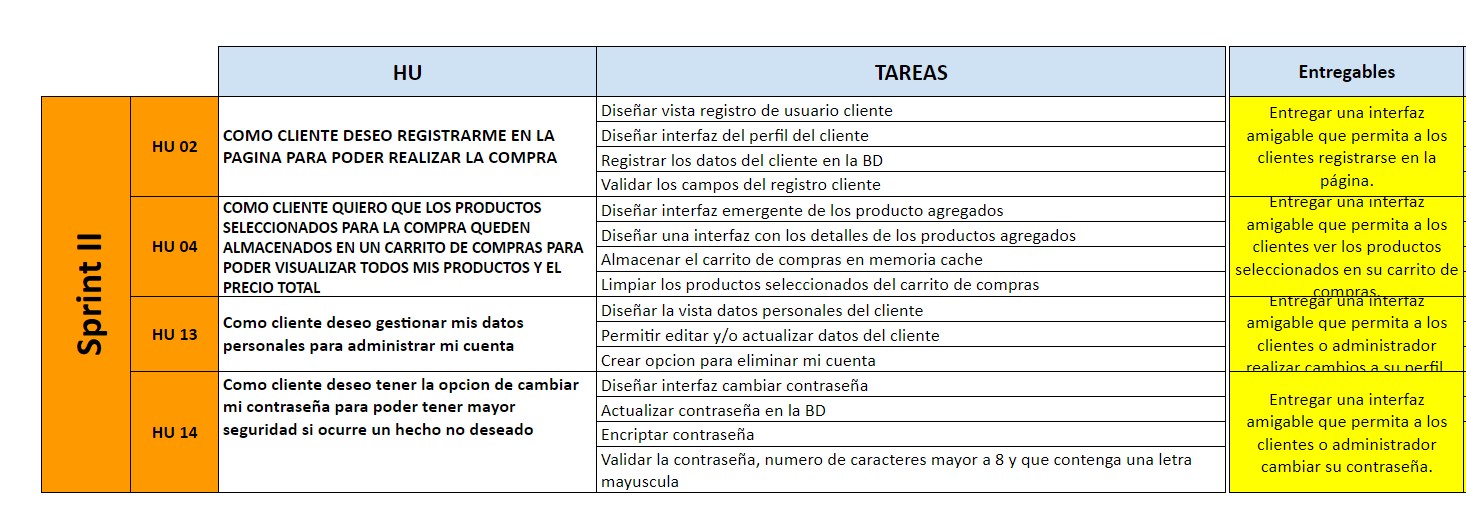 HU
TAREAS
Entregables
Sprint II
HU 02
COMO CLIENTE DESEO REGISTRARME EN LA
PAGINA PARA PODER REALIZAR LA COMPRA
Diseñar vista registro de usuario cliente
Diseñar interfaz del perfil del cliente
Registrar los datos del cliente en la BD
Validar los campos del registro cliente
Entregar una interfaz
amigable que permita a los
clientes registrarse en la
página.
HU 04
COMO CLIENTE QUIERO QUE LOS PRODUCTOS
SELECCIONADOS PARA LA COMPRA QUEDEN
ALMACENADOS EN UN CARRITO DE COMPRAS PARA
PODER VISUALIZAR TODOS MIS PRODUCTOS Y EL
PRECIO TOTAL
Diseñar interfaz emergente de los producto agregados
Diseñar una interfaz con los detalles de los productos agregados
Almacenar el carrito de compras en memoria cache
Limpiar los productos seleccionados del carrito de compras
Entregar una interfaz
amigable que permita a los
clientes ver los productos
seleccionados en su carrito de
compras.
HU 13
Como cliente deseo gestionar mis datos
personales para administrar mi cuenta
Diseñar la vista datos personales del cliente
Permitir editar y/o actualizar datos del cliente
Crear opcion para eliminar mi cuenta
Entregar una interfaz
amigable que permita a los
clientes o administrador
realizar cambios a su perfil
HU 14
Como cliente deseo tener la opcion de cambiar
mi contraseña para poder tener mayor
seguridad si ocurre un hecho no deseado
Diseñar interfaz cambiar contraseña
Actualizar contraseña en la BD
Encriptar contraseña
Validar la contraseña, numero de caracteres mayor a 8 y que contenga una letra
mayuscula
Entregar una interfaz
amigable que permita a los
clientes o administrador
cambiar su contraseña.